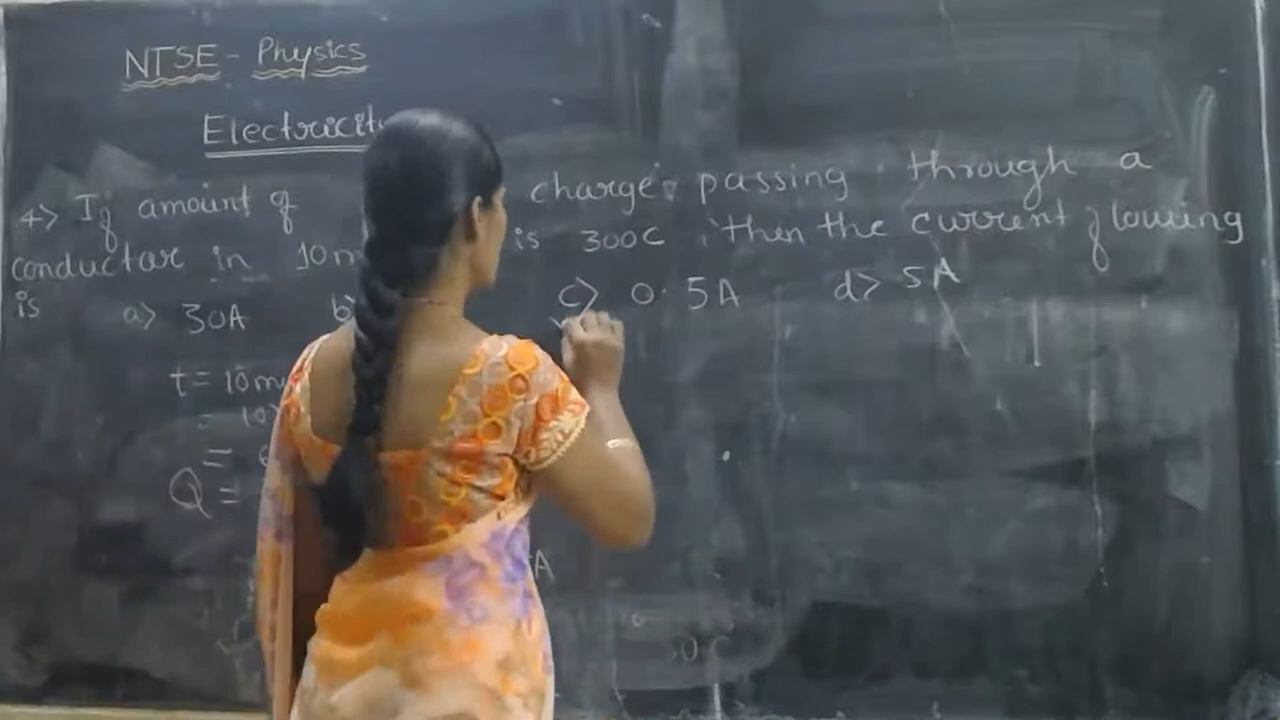 NTSE - Physics
Electricit
4> If amount of charge passing through a
conductor in 10m is 300C then the current flowing
is a> 30A b> c> 0.5A d> 5A
t = 10m
= 10
=
Q =
A